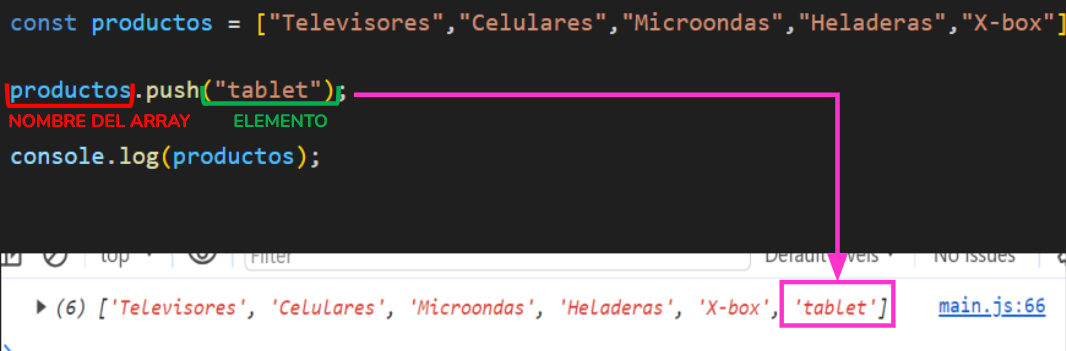 const productos = ["Televisores","Celulares","Microondas","Heladeras","X-box"]
productos.push("tablet");
NOMBRE DEL ARRAY ELEMENTO
console.log(productos);
top Filter Default levels No Issues
(6) ['Televisores', 'Celulares', 'Microondas', 'Heladeras', 'X-box', 'tablet'] main.js:66